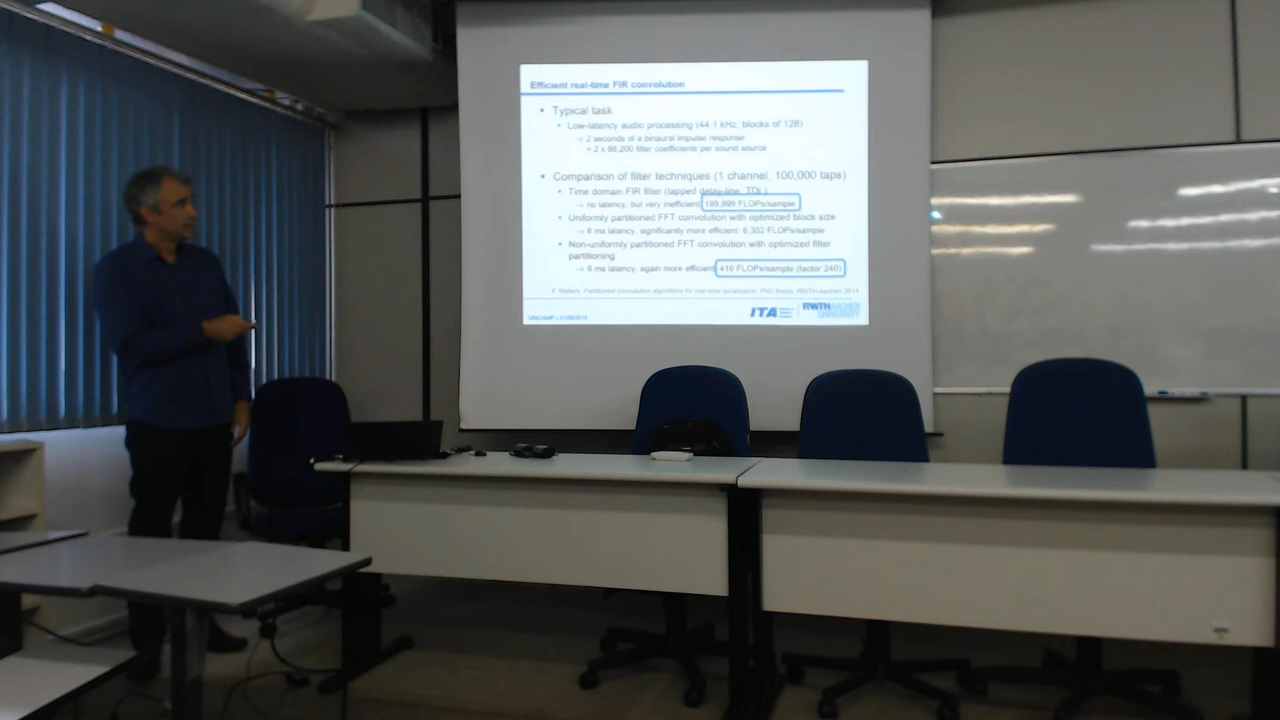 Efficient real-time FIR convolution
• Typical task
• Low-latency audio processing (44.1 kHz, blocks of 128)
→ 2 seconds of a binaural impulse response
= 2 x 88,200 filter coefficients per sound source
• Comparison of filter techniques (1 channel, 100,000 taps)
• Time domain FIR filter (tapped delay-line, TDL)
→ no latency, but very inefficient 199,999 FLOPs/sample
• Uniformly partitioned FFT convolution with optimized block size
→ 6 ms latency, significantly more efficient: 6,352 FLOPs/sample
• Non-uniformly partitioned FFT convolution with optimized filter
partitioning
→ 6 ms latency, again more efficient 416 FLOPs/sample (factor 240)
Partitioned convolution algorithms for real-time auralization. PhD thesis, RWTH Aachen 2014
UNICAMP |
ITA
RWTH AACHEN
UNIVERSITY